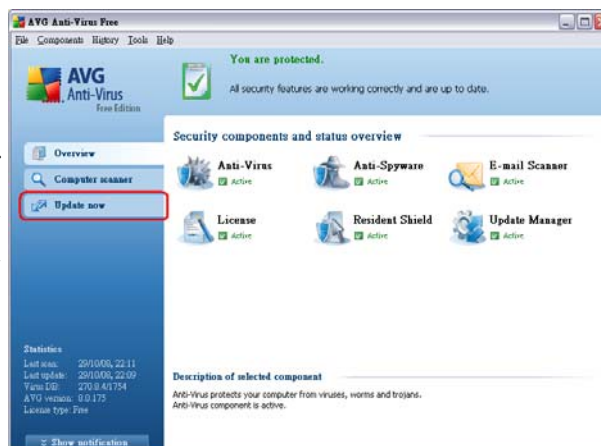 AVG Anti-Virus Free
File Components History Tools Help
AVG
Anti-Virus
Free Edition
You are protected.
All security features are working correctly and are up to date.
Overview
Computer scanner
Update now
Security components and status overview
Anti-Virus
Active
Anti-Spyware
Active
E-mail Scanner
Active
License
Active
Resident Shield
Active
Update Manager
Active
Statistics
Last scan: 29/10/08, 22:11
Last update: 29/10/08, 22:09
Virus DB: 270.8.4/1754
AVG version: 8.0.175
License type: Free
Description of selected component
Anti-Virus protects your computer from viruses, worms and trojans.
Anti-Virus component is active.
Show notification